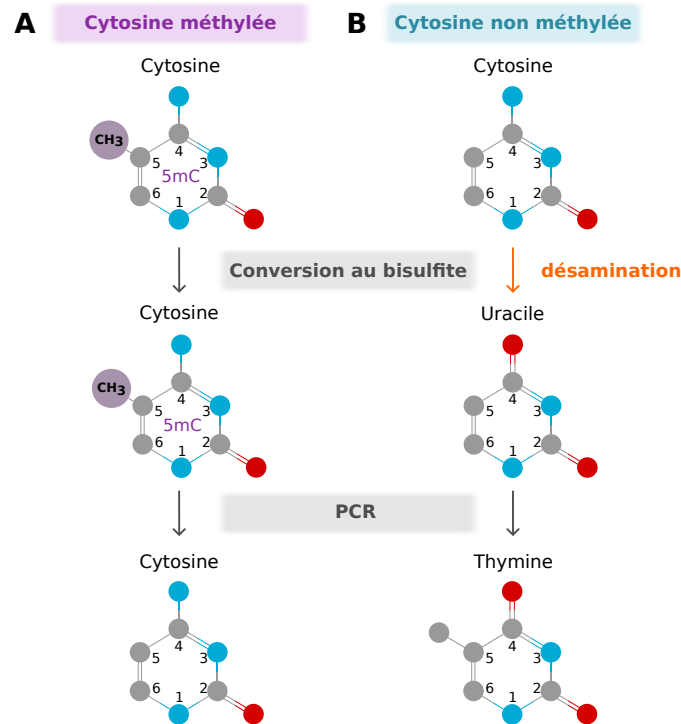 A Cytosine méthylée B Cytosine non méthylée
Cytosine Cytosine
CH3
4 4
5 3 5 3
5mC
6 2 6 2
1 1
Conversion au bisulfite désamination
Cytosine Uracile
CH3
4 4
5 3 5 3
5mC
6 2 6 2
1 1
PCR
Cytosine Thymine
4 4
5 3 5 3
6 2 6 2
1 1